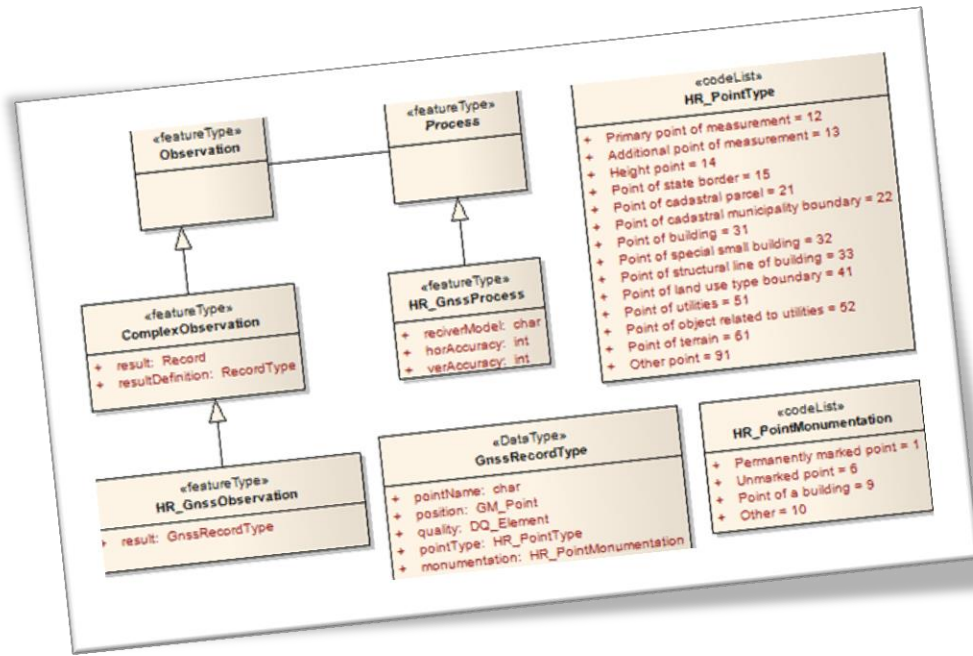 «featureType»
Observation
«featureType»
Process
«codeList»
HR_PointType
+ Primary point of measurement = 12
+ Additional point of measurement = 13
+ Height point = 14
+ Point of state border = 15
+ Point of cadastral parcel = 21
+ Point of cadastral municipality boundary = 22
+ Point of building = 31
+ Point of special small building = 32
+ Point of structural line of building = 33
+ Point of land use type boundary = 41
+ Point of utilities = 51
+ Point of object related to utilities = 52
+ Point of terrain = 61
+ Other point = 91
«featureType»
ComplexObservation
+ result: Record
+ resultDefinition: RecordType
«featureType»
HR_GnssProcess
+ reciverModel: char
+ horAccuracy: int
+ verAccuracy: int
«featureType»
HR_GnssObservation
+ result: GnssRecordType
«DataType»
GnssRecordType
+ pointName: char
+ position: GM_Point
+ quality: DQ_Element
+ pointType: HR_PointType
+ monumentation: HR_PointMonumentation
«codeList»
HR_PointMonumentation
+ Permanently marked point = 1
+ Unmarked point = 6
+ Point of a building = 9
+ Other = 10